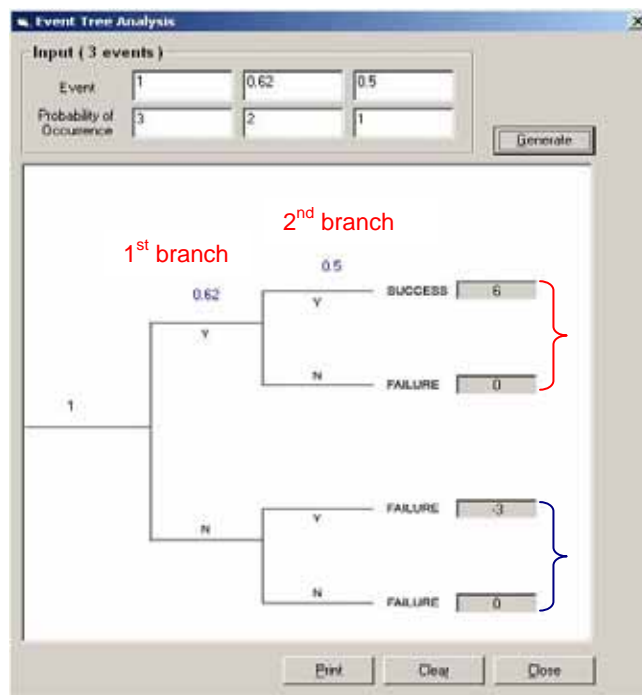 Event Tree Analysis
Input ( 3 events )
Event 1 0.62 0.5
Probability of
Occurrence 3 2 1
Generate
1st branch
2nd branch
0.62
0.5
1
Y
N
Y
N
Y
N
SUCCESS 6
FAILURE 0
FAILURE -3
FAILURE 0
Print Clear Close